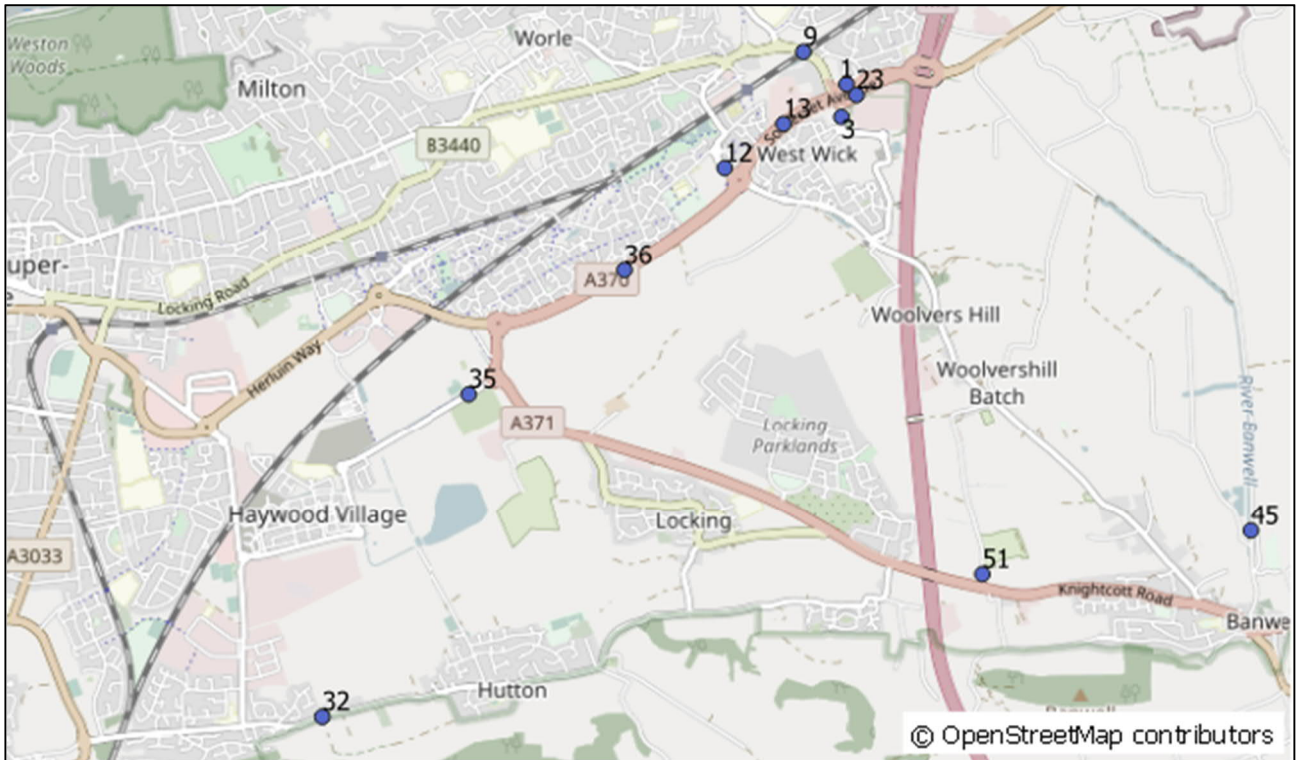 Weston
Woods
Worle
9
Milton
1
23
13
3
B3440
12
West Wick
36
A370
uper-
e
Locking Road
Woolvers Hill
Herluin Way
35
Woolvershill
Batch
A371
Locking
Parklands
River Banwell
Haywood Village
Locking
45
A3033
51
Knightcott Road
Banwe
Hutton
32
© OpenStreetMap contributors